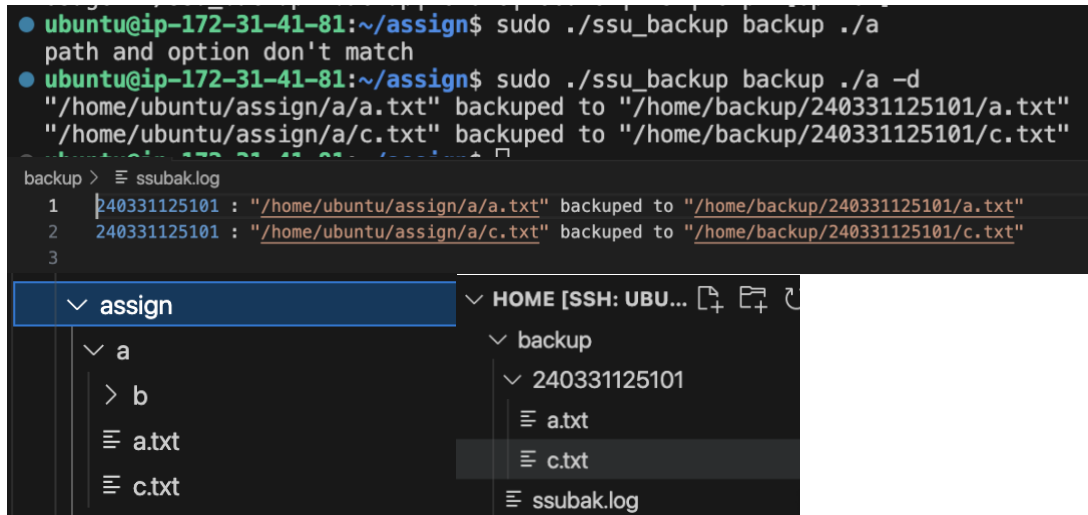 ubuntu@ip-172-31-41-81:~/assign$ sudo ./ssu_backup backup ./a
path and option don't match
ubuntu@ip-172-31-41-81:~/assign$ sudo ./ssu_backup backup ./a -d
"/home/ubuntu/assign/a/a.txt" backuped to "/home/backup/240331125101/a.txt"
"/home/ubuntu/assign/a/c.txt" backuped to "/home/backup/240331125101/c.txt"
backup > ssubak.log
1 240331125101 : "/home/ubuntu/assign/a/a.txt" backuped to "/home/backup/240331125101/a.txt"
2 240331125101 : "/home/ubuntu/assign/a/c.txt" backuped to "/home/backup/240331125101/c.txt"
3
assign
a
b
a.txt
c.txt
HOME [SSH: UBU...
backup
240331125101
a.txt
c.txt
ssubak.log